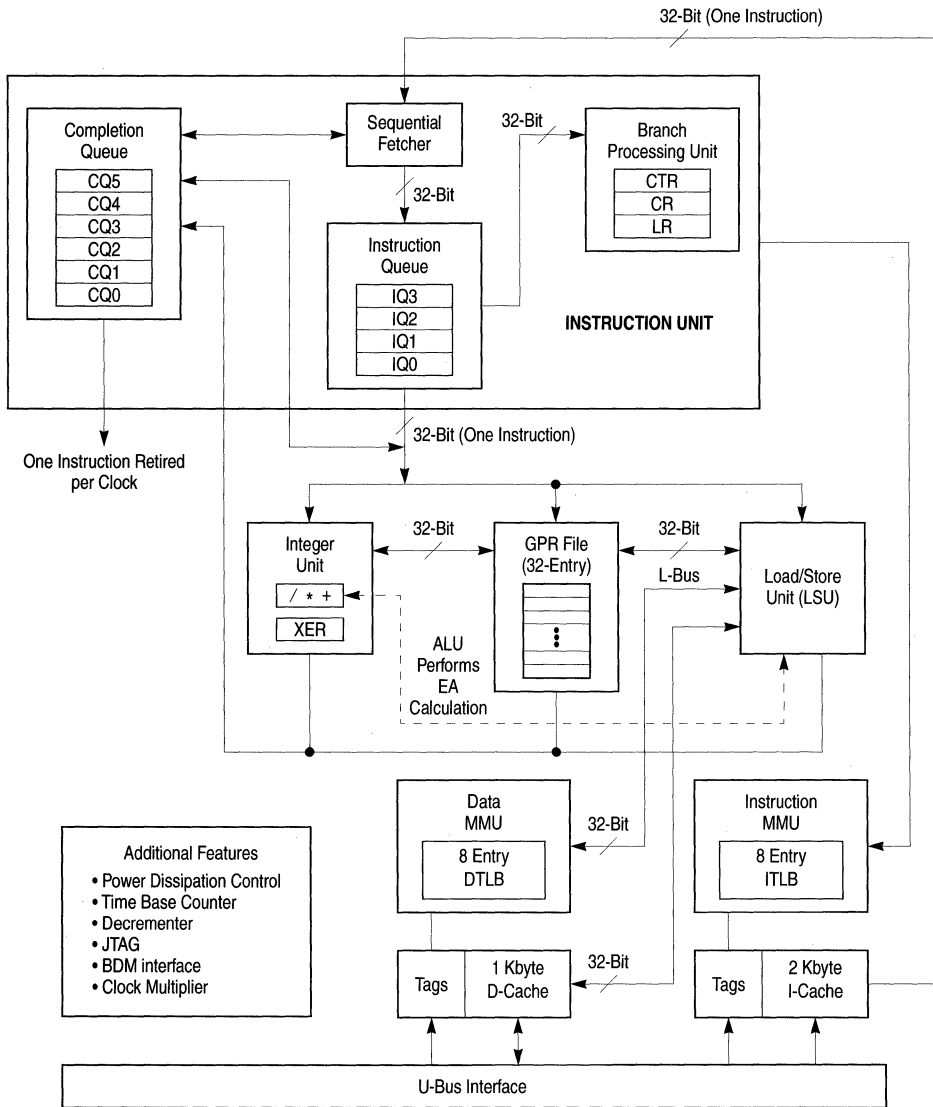 32-Bit (One Instruction)
Completion
Queue
CQ5
CQ4
CQ3
CQ2
CQ1
CQ0
Sequential
Fetcher
32-Bit
32-Bit
Branch
Processing Unit
CTR
CR
LR
Instruction
Queue
IQ3
IQ2
IQ1
IQ0
INSTRUCTION UNIT
32-Bit (One Instruction)
One Instruction Retired
per Clock
Integer
Unit
/ * +
XER
32-Bit
GPR File
(32-Entry)
32-Bit
L-Bus
Load/Store
Unit (LSU)
ALU
Performs
EA
Calculation
Data
MMU
8 Entry
DTLB
32-Bit
Instruction
MMU
8 Entry
ITLB
Additional Features
• Power Dissipation Control
• Time Base Counter
• Decrementer
• JTAG
• BDM interface
• Clock Multiplier
Tags
1 Kbyte
D-Cache
32-Bit
Tags
2 Kbyte
I-Cache
U-Bus Interface